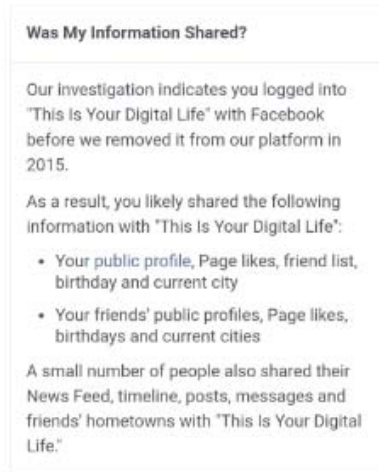 Was My Information Shared?
Our investigation indicates you logged into
"This Is Your Digital Life" with Facebook
before we removed it from our platform in
2015.
As a result, you likely shared the following
information with "This Is Your Digital Life":
• Your public profile, Page likes, friend list,
birthday and current city
• Your friends' public profiles, Page likes,
birthdays and current cities
A small number of people also shared their
News Feed, timeline, posts, messages and
friends' hometowns with "This Is Your Digital
Life."